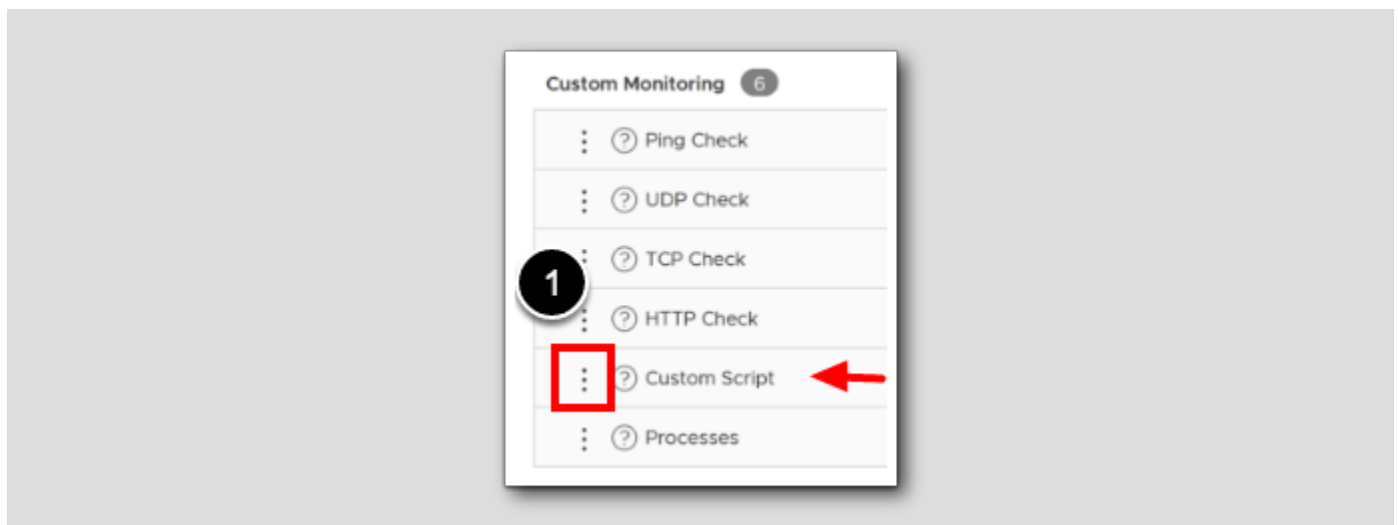 Custom Monitoring 6
? Ping Check
? UDP Check
? TCP Check
1
? HTTP Check
? Custom Script
? Processes